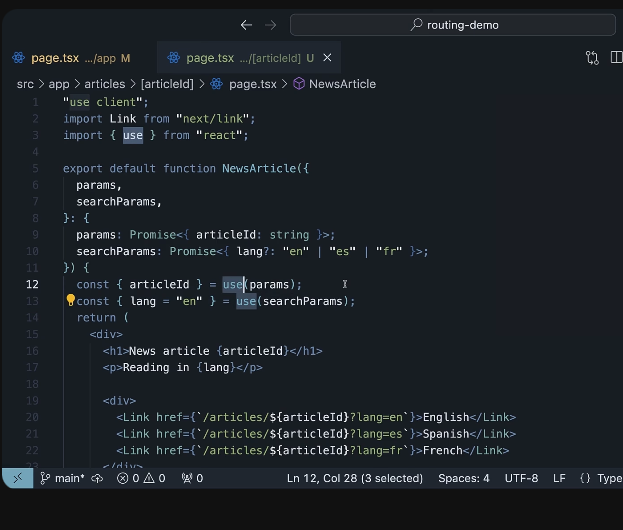 ← → routing-demo
page.tsx .../app M page.tsx .../[articleId] U ×
src > app > articles > [articleId] > page.tsx > NewsArticle
1 "use client";
2 import Link from "next/link";
3 import { use } from "react";
4
5 export default function NewsArticle({
6 params,
7 searchParams,
8 }: {
9 params: Promise<{ articleId: string }>;
10 searchParams: Promise<{ lang?: "en" | "es" | "fr" }>;
11 }) {
12 const { articleId } = use(params);
13 const { lang = "en" } = use(searchParams);
14 return (
15 <div>
16 <h1>News article {articleId}</h1>
17 <p>Reading in {lang}</p>
18
19 <div>
20 <Link href={`/articles/${articleId}?lang=en`}>English</Link>
21 <Link href={`/articles/${articleId}?lang=es`}>Spanish</Link>
22 <Link href={`/articles/${articleId}?lang=fr`}>French</Link>
23 </div>
main* 0 0 0 Ln 12, Col 28 (3 selected) Spaces: 4 UTF-8 LF {} Type